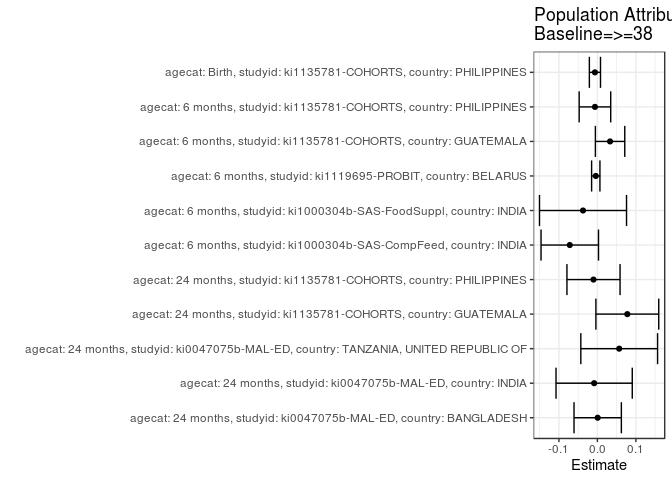 Population Attribu
Baseline=>=38
agecat: Birth, studyid: ki1135781-COHORTS, country: PHILIPPINES
agecat: 6 months, studyid: ki1135781-COHORTS, country: PHILIPPINES
agecat: 6 months, studyid: ki1135781-COHORTS, country: GUATEMALA
agecat: 6 months, studyid: ki1119695-PROBIT, country: BELARUS
agecat: 6 months, studyid: ki1000304b-SAS-FoodSuppl, country: INDIA
agecat: 6 months, studyid: ki1000304b-SAS-CompFeed, country: INDIA
agecat: 24 months, studyid: ki1135781-COHORTS, country: PHILIPPINES
agecat: 24 months, studyid: ki1135781-COHORTS, country: GUATEMALA
agecat: 24 months, studyid: ki0047075b-MAL-ED, country: TANZANIA, UNITED REPUBLIC OF
agecat: 24 months, studyid: ki0047075b-MAL-ED, country: INDIA
agecat: 24 months, studyid: ki0047075b-MAL-ED, country: BANGLADESH
-0.1 0.0 0.1
Estimate